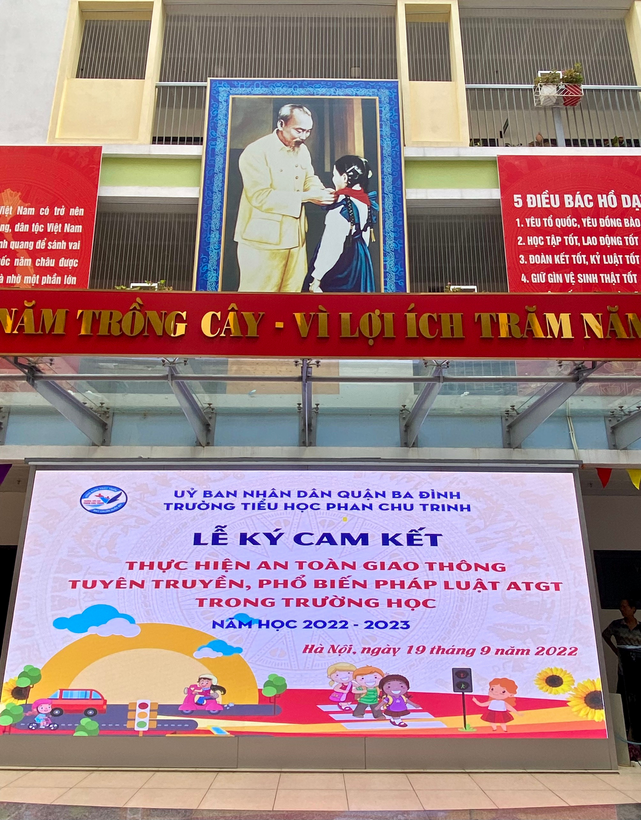 Việt Nam có trở nên
dân tộc Việt Nam
quang để sánh vai
năm châu được
nhờ một phần lớn
5 ĐIỀU BÁC HỒ
1. YÊU TỔ QUỐC, YÊU ĐỒNG BÀO
2. HỌC TẬP TỐT, LAO ĐỘNG TỐT
3. ĐOÀN KẾT TỐT, KỶ LUẬT TỐT
4. GIỮ GÌN VỆ SINH THẬT TỐT
NĂM TRỒNG CÂY - VÌ LỢI ÍCH TRĂM NĂM
UỶ BAN NHÂN DÂN QUẬN BA ĐÌNH
TRƯỜNG TIỂU HỌC PHAN CHU TRINH
LỄ KÝ CAM KẾT
THỰC HIỆN AN TOÀN GIAO THÔNG
TUYÊN TRUYỀN, PHỔ BIẾN PHÁP LUẬT ATGT
TRONG TRƯỜNG HỌC
NĂM HỌC 2022 - 2023
Hà Nội, ngày 19 tháng 9 năm 2022